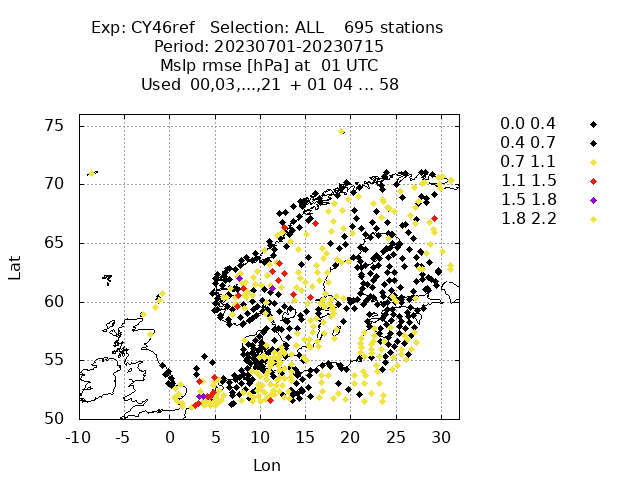 Exp: CY46ref   Selection: ALL    695 stations
Period: 20230701-20230715
Mslp rmse [hPa] at  01 UTC
Used  00,03,...,21  + 01 04 ... 58
75
70
65
60
55
50
Lat
-10 -5 0 5 10 15 20 25 30
Lon
0.0 0.4
0.4 0.7
0.7 1.1
1.1 1.5
1.5 1.8
1.8 2.2